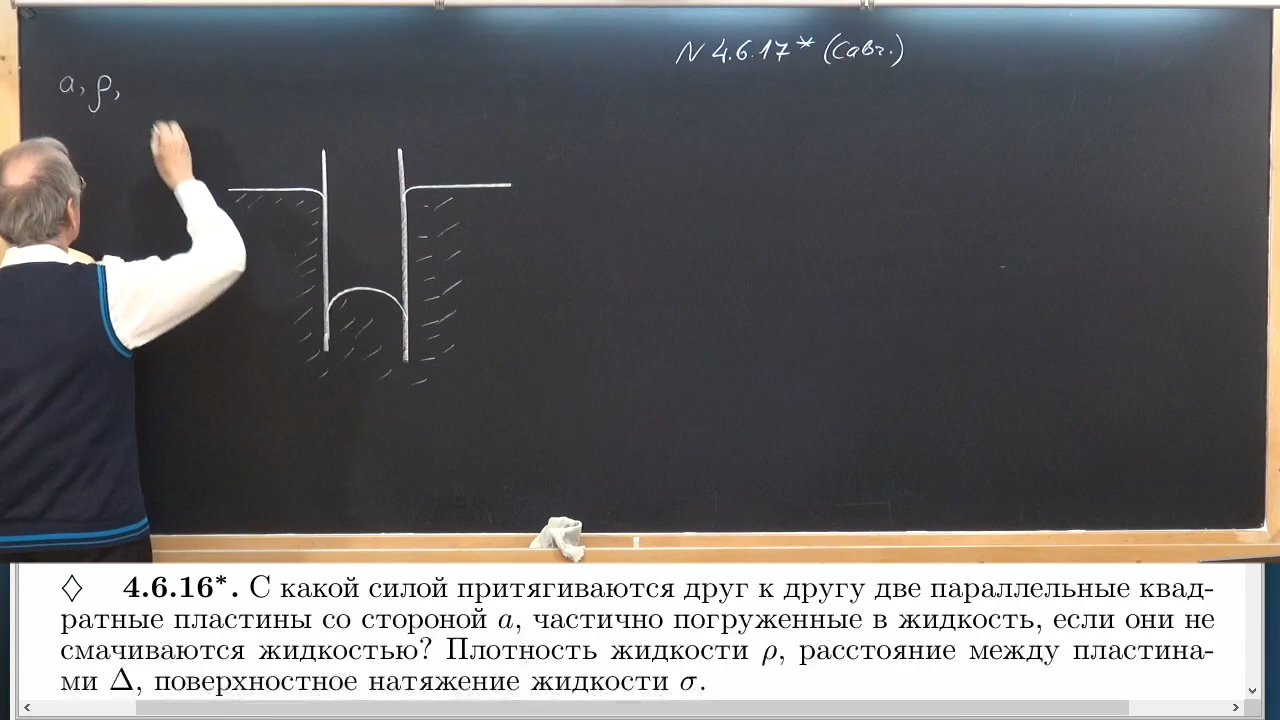 N 4.6.17* (Савч.)
a, ρ,
♢ 4.6.16*. С какой силой притягиваются друг к другу две параллельные квад-
ратные пластины со стороной a, частично погруженные в жидкость, если они не
смачиваются жидкостью? Плотность жидкости ρ, расстояние между пластина-
ми Δ, поверхностное натяжение жидкости σ.